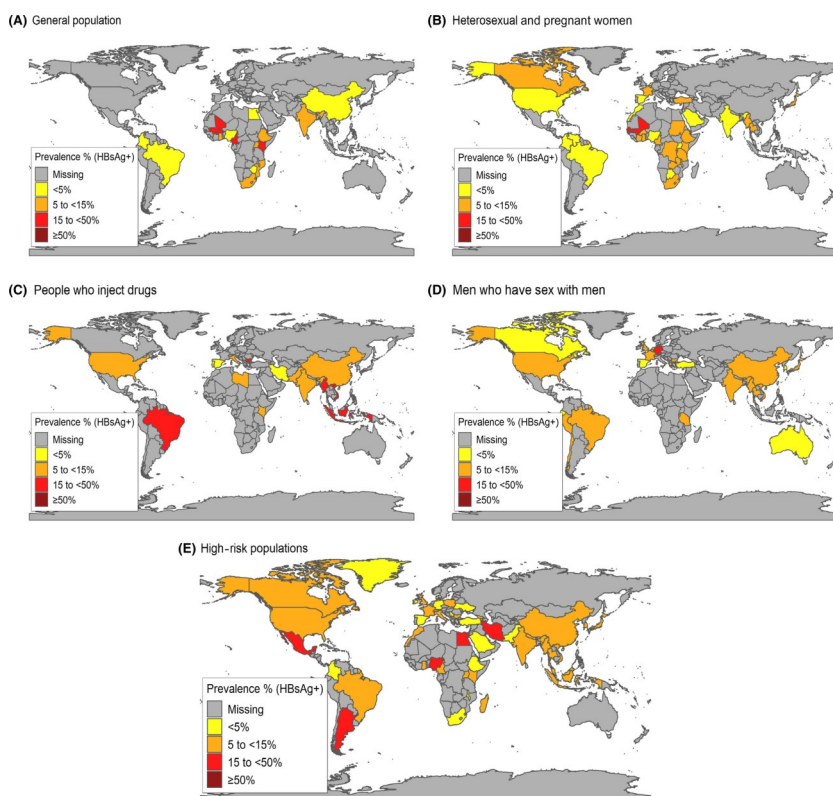 (A) General population
Prevalence % (HBsAg+)
Missing
<5%
5 to <15%
15 to <50%
≥50%
(B) Heterosexual and pregnant women
Prevalence % (HBsAg+)
Missing
<5%
5 to <15%
15 to <50%
≥50%
(C) People who inject drugs
Prevalence % (HBsAg+)
Missing
<5%
5 to <15%
15 to <50%
≥50%
(D) Men who have sex with men
Prevalence % (HBsAg+)
Missing
<5%
5 to <15%
15 to <50%
≥50%
(E) High-risk populations
Prevalence % (HBsAg+)
Missing
<5%
5 to <15%
15 to <50%
≥50%